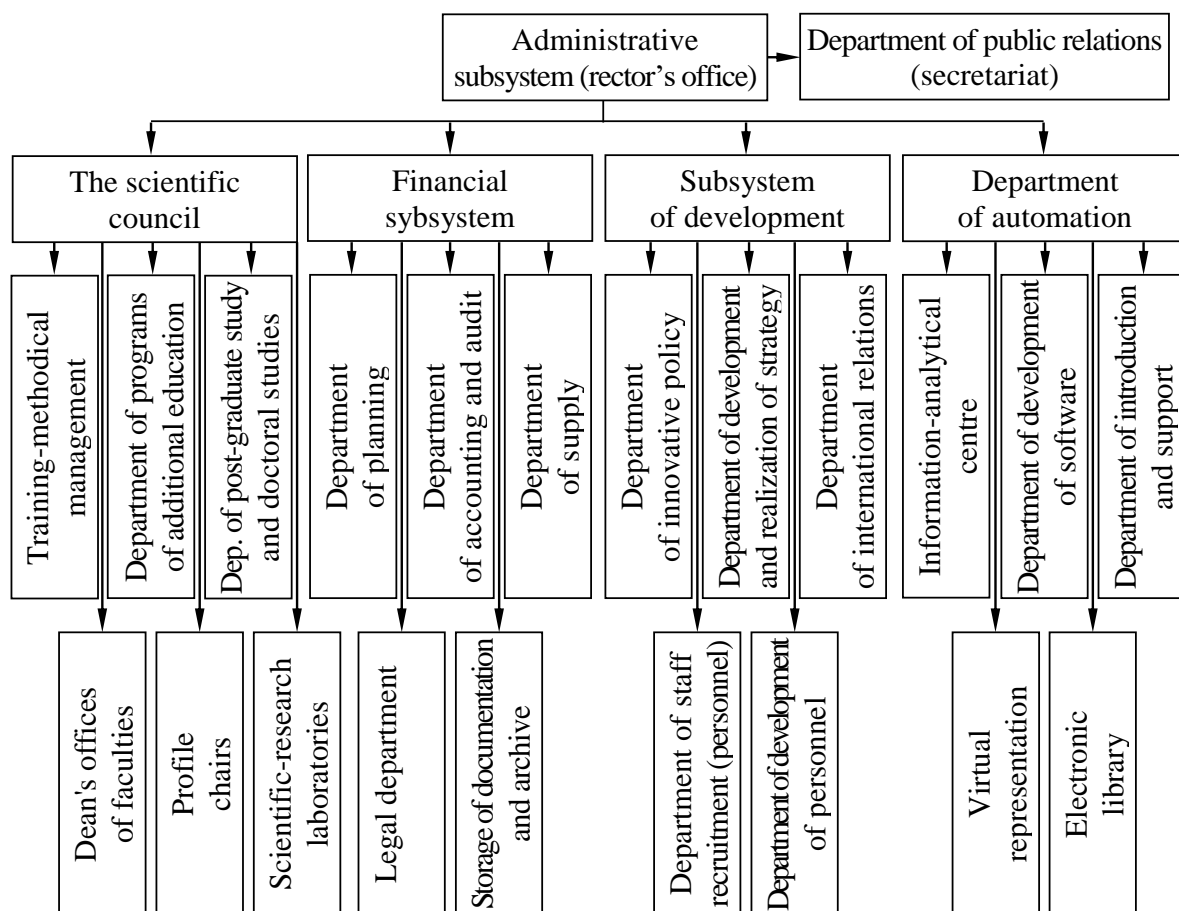 Administrative
subsystem (rector’s office)
Department of public relations
(secretariat)
The scientific
council
Financial
sybsystem
Subsystem
of development
Department
of automation
Training-methodical
management
Department of programs
of additional education
Dep. of post-graduate study
and doctoral studies
Department
of planning
Department
of accounting and audit
Department
of supply
Department
of innovative policy
Department of development
and realization of strategy
Department
of international relations
Information-analytical
centre
Department of development
of software
Department of introduction
and support
Dean's offices
of faculties
Profile
chairs
Scientific-research
laboratories
Legal department
Storage of documentation
and archive
Department of staff
recruitment (personnel)
Department of development
of personnel
Virtual
representation
Electronic
library